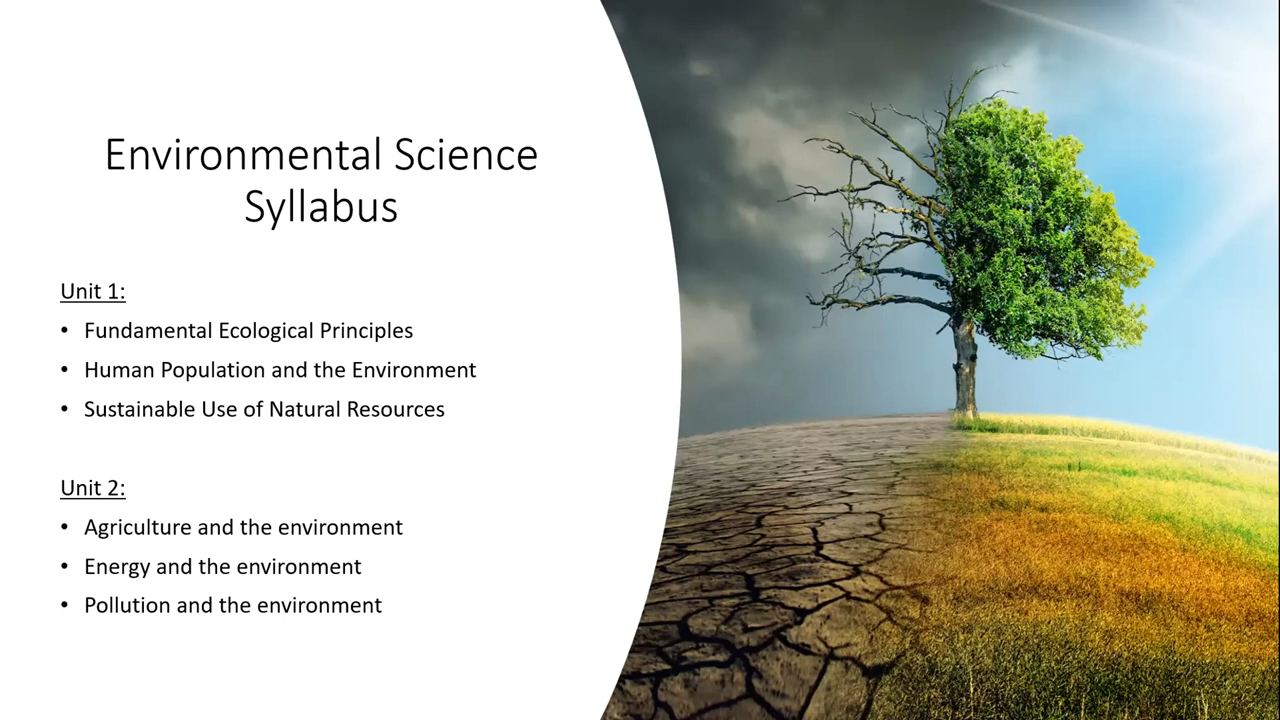 Environmental Science
Syllabus
Unit 1:
• Fundamental Ecological Principles
• Human Population and the Environment
• Sustainable Use of Natural Resources
Unit 2:
• Agriculture and the environment
• Energy and the environment
• Pollution and the environment